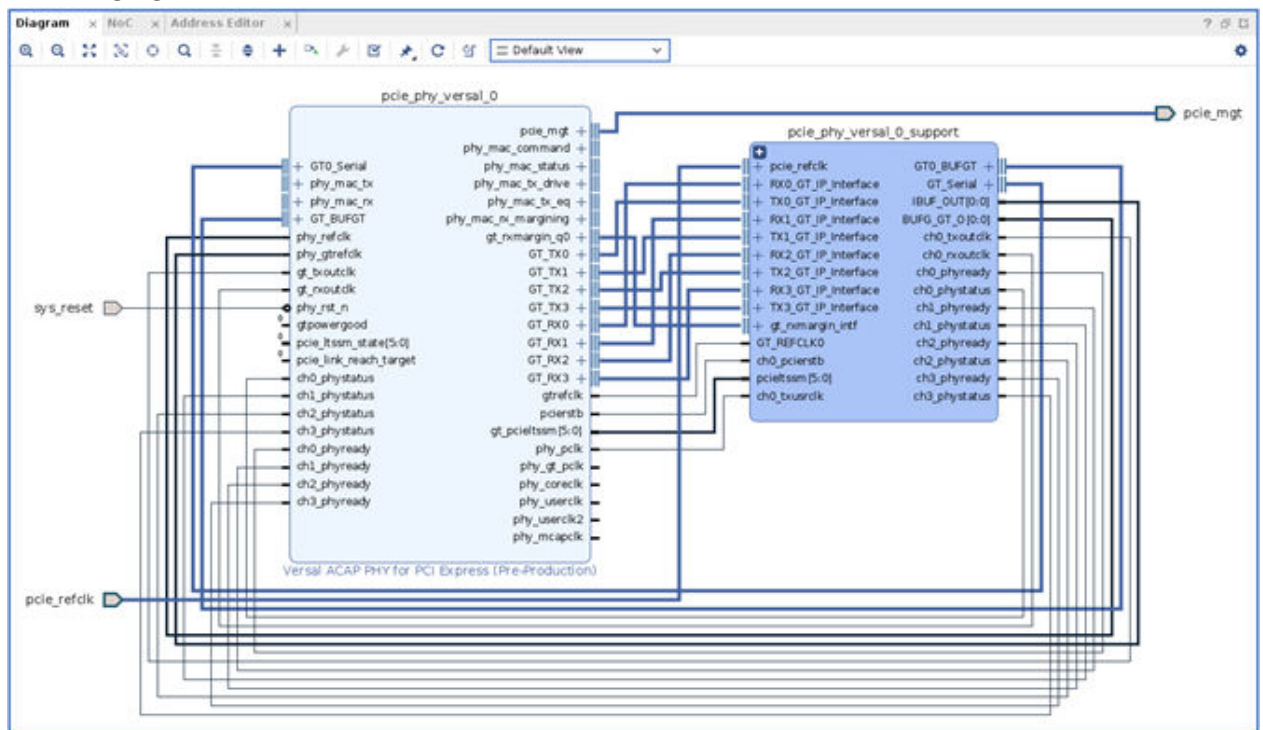 Diagram × NoC × Address Editor ×
Default View
pcie_phy_versal_0
pcie_mgt
phy_mac_command
GT0_Serial phy_mac_status
phy_mac_tx phy_mac_tx_drive
phy_mac_rx phy_mac_tx_eq
GT_BUFGT phy_mac_rx_margining
phy_refclk gt_rxmargin_q0
phy_gtrefclk GT_TX0
gt_txoutclk GT_TX1
gt_rxoutclk GT_TX2
phy_rst_n GT_TX3
gtpowergood GT_RX0
pcie_ltssm_state[5:0] GT_RX1
pcie_link_reach_target GT_RX2
ch0_phystatus GT_RX3
ch1_phystatus gtrefclk
ch2_phystatus pcierstb
ch3_phystatus gt_pcieltssm[5:0]
ch0_phyready phy_pclk
ch1_phyready phy_gt_pclk
ch2_phyready phy_coreclk
ch3_phyready phy_userclk
phy_userclk2
phy_mcapclk
Versal ACAP PHY for PCI Express (Pre-Production)
pcie_phy_versal_0_support
pcie_refclk GT0_BUFGT
RX0_GT_IP_Interface GT_Serial
TX0_GT_IP_Interface IBUF_OUT[0:0]
RX1_GT_IP_Interface BUFG_GT_O[0:0]
TX1_GT_IP_Interface ch0_txoutclk
RX2_GT_IP_Interface ch0_rxoutclk
TX2_GT_IP_Interface ch0_phyready
RX3_GT_IP_Interface ch0_phystatus
TX3_GT_IP_Interface ch1_phyready
gt_rxmargin_intf ch1_phystatus
GT_REFCLK0 ch2_phyready
ch0_pcierstb ch2_phystatus
pcieltssm[5:0] ch3_phyready
ch0_txusrclk ch3_phystatus
pcie_mgt
sys_reset
pcie_refclk